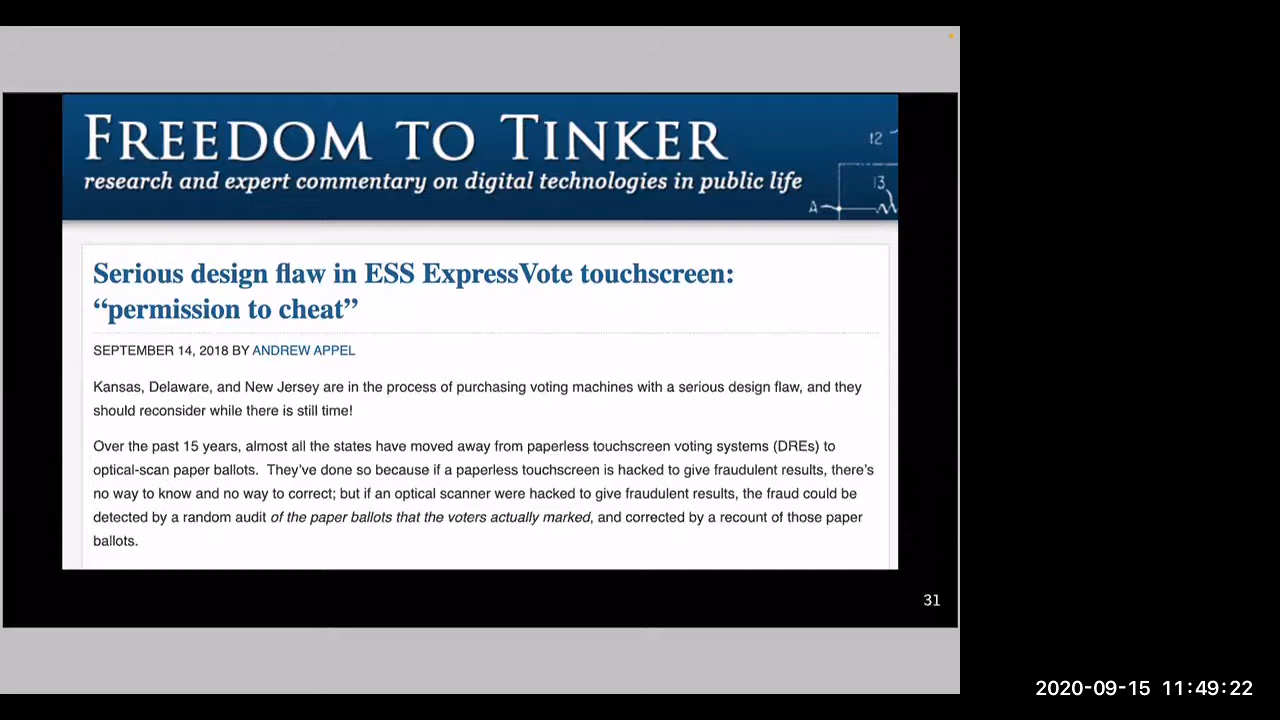 FREEDOM TO TINKER
research and expert commentary on digital technologies in public life
12
13
A
Serious design flaw in ESS ExpressVote touchscreen:
“permission to cheat”
SEPTEMBER 14, 2018 BY ANDREW APPEL
Kansas, Delaware, and New Jersey are in the process of purchasing voting machines with a serious design flaw, and they
should reconsider while there is still time!
Over the past 15 years, almost all the states have moved away from paperless touchscreen voting systems (DREs) to
optical-scan paper ballots.  They’ve done so because if a paperless touchscreen is hacked to give fraudulent results, there’s
no way to know and no way to correct; but if an optical scanner were hacked to give fraudulent results, the fraud could be
detected by a random audit of the paper ballots that the voters actually marked, and corrected by a recount of those paper
ballots.
31
2020-09-15 11:49:22